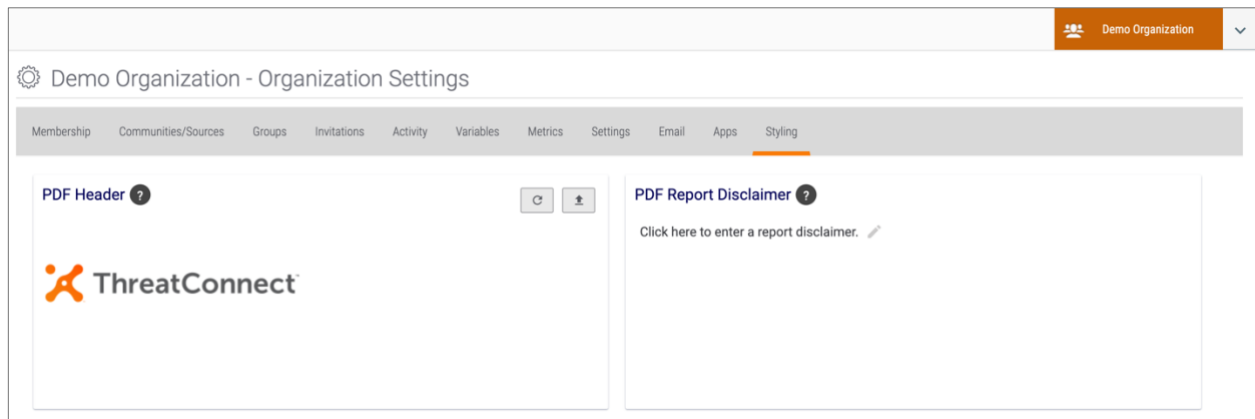 Demo Organization
Demo Organization - Organization Settings
Membership Communities/Sources Groups Invitations Activity Variables Metrics Settings Email Apps Styling
PDF Header ?
PDF Report Disclaimer ?
Click here to enter a report disclaimer.
ThreatConnect™